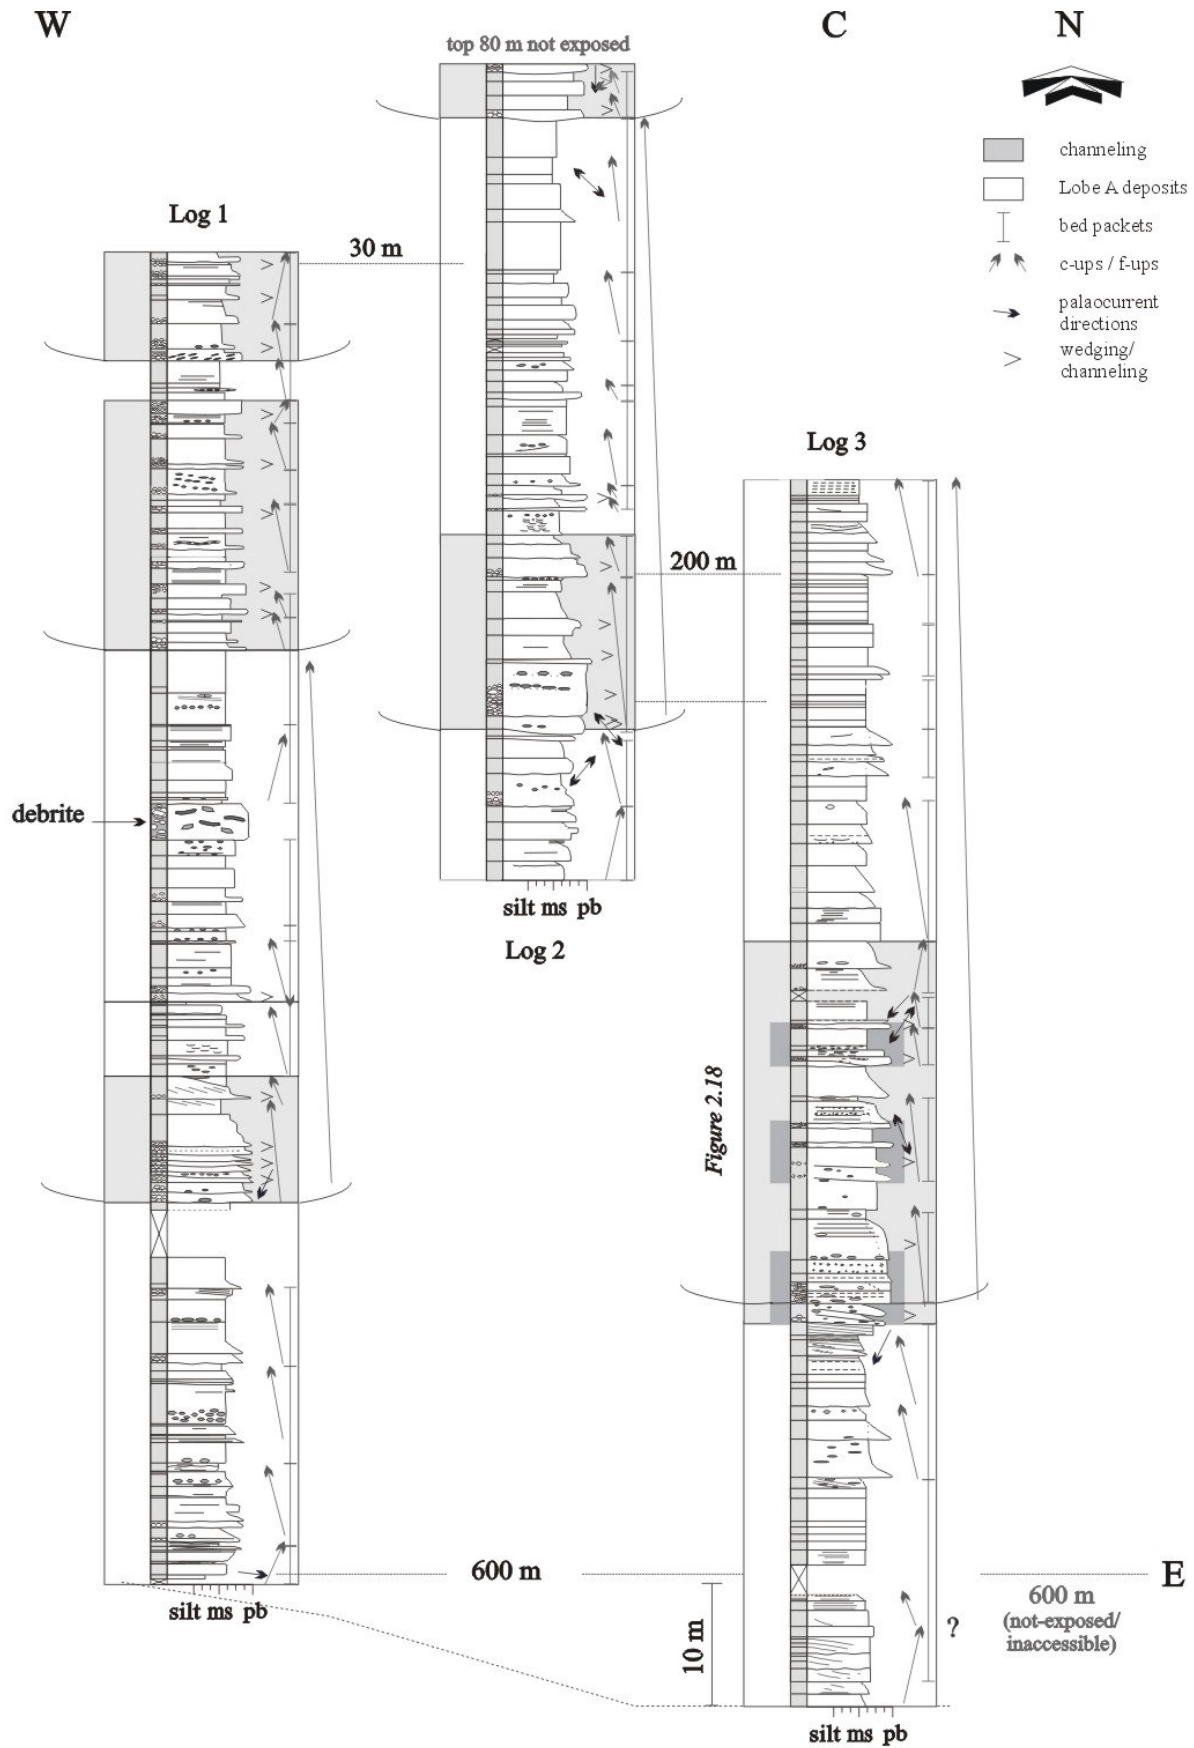 W
C
N
top 80 m not exposed
channeling
Lobe A deposits
bed packets
c-ups / f-ups
palaocurrent
directions
wedging/
channeling
Log 1
30 m
Log 3
200 m
debrite
silt ms pb
Log 2
Figure 2.18
600 m
E
600 m
(not-exposed/
inaccessible)
?
10 m
silt ms pb
silt ms pb